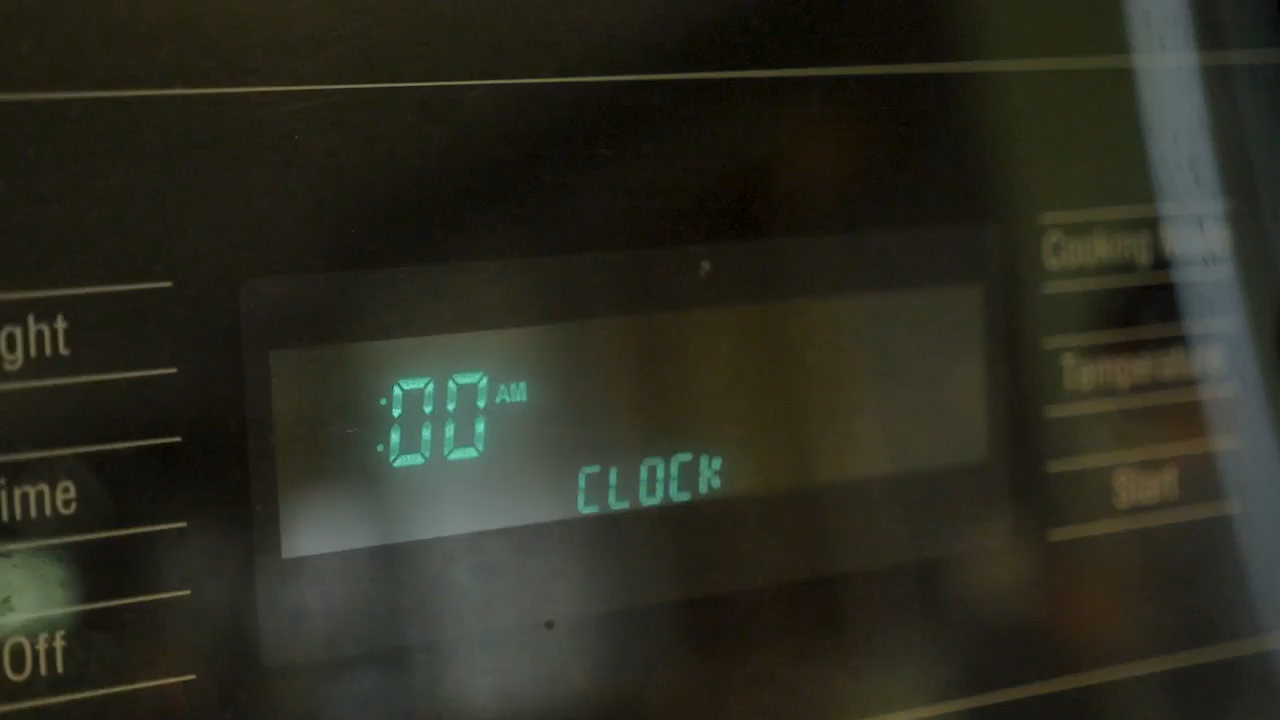 ght
ime
Off
:00 AM
CLOCK
Cooking
Temperature
Start